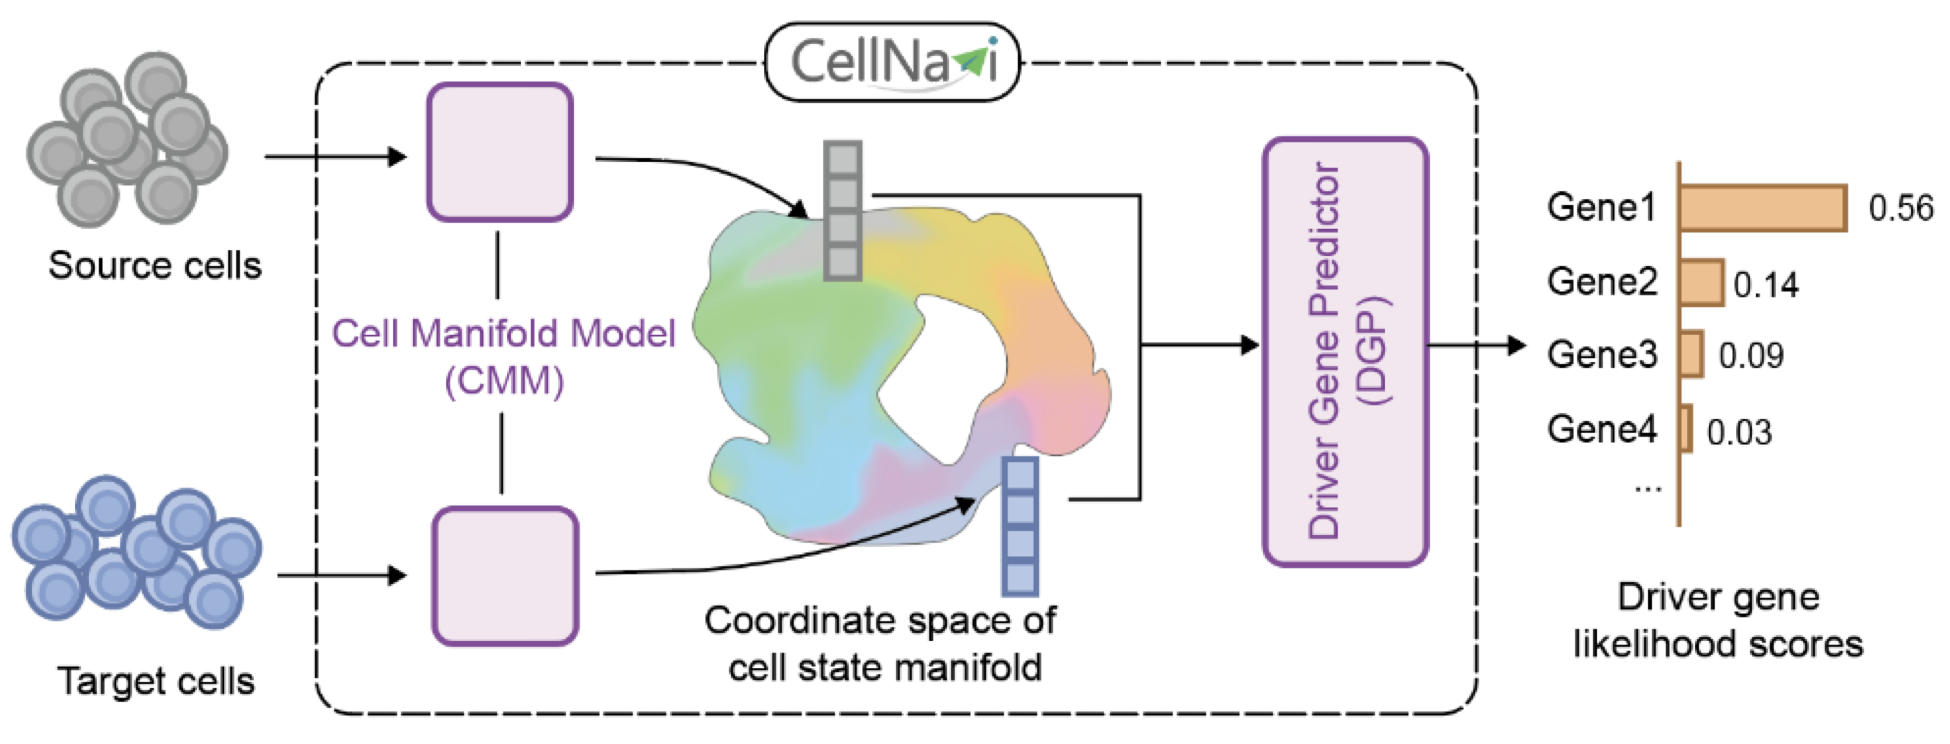 CellNavi
Source cells
Cell Manifold Model
(CMM)
Target cells
Coordinate space of
cell state manifold
Driver Gene Predictor
(DGP)
Gene1 0.56
Gene2 0.14
Gene3 0.09
Gene4 0.03
...
Driver gene
likelihood scores